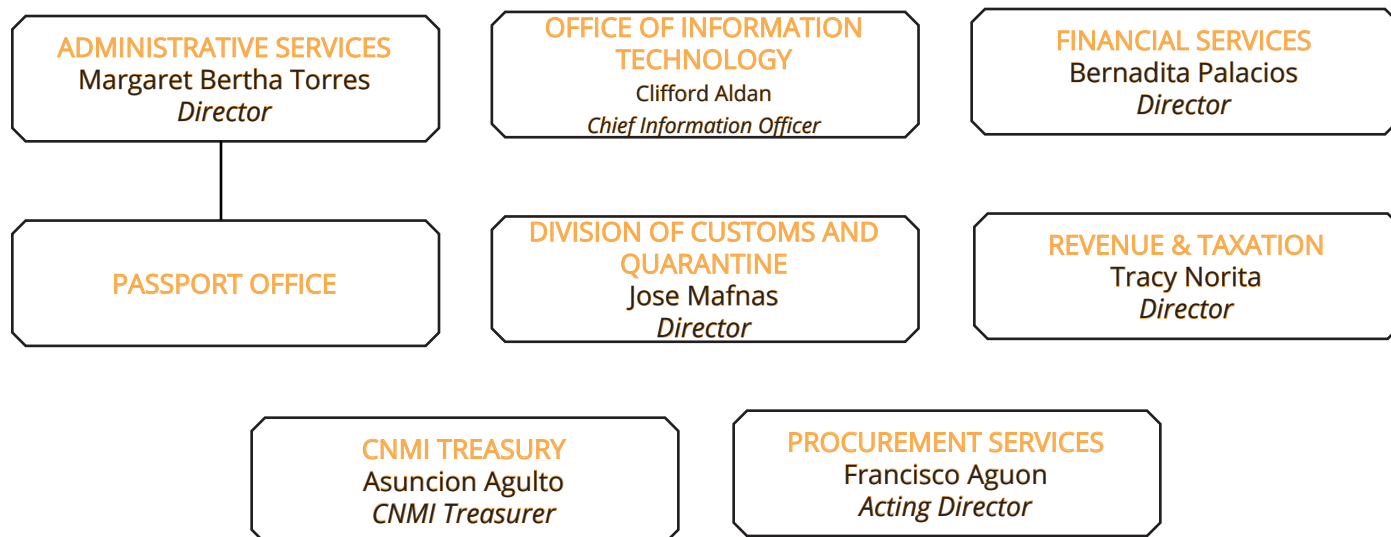 ADMINISTRATIVE SERVICES
Margaret Bertha Torres
Director
OFFICE OF INFORMATION
TECHNOLOGY
Clifford Aldan
Chief Information Officer
FINANCIAL SERVICES
Bernadita Palacios
Director
PASSPORT OFFICE
DIVISION OF CUSTOMS AND
QUARANTINE
Jose Mafnas
Director
REVENUE & TAXATION
Tracy Norita
Director
CNMI TREASURY
Asuncion Agulto
CNMI Treasurer
PROCUREMENT SERVICES
Francisco Aguon
Acting Director